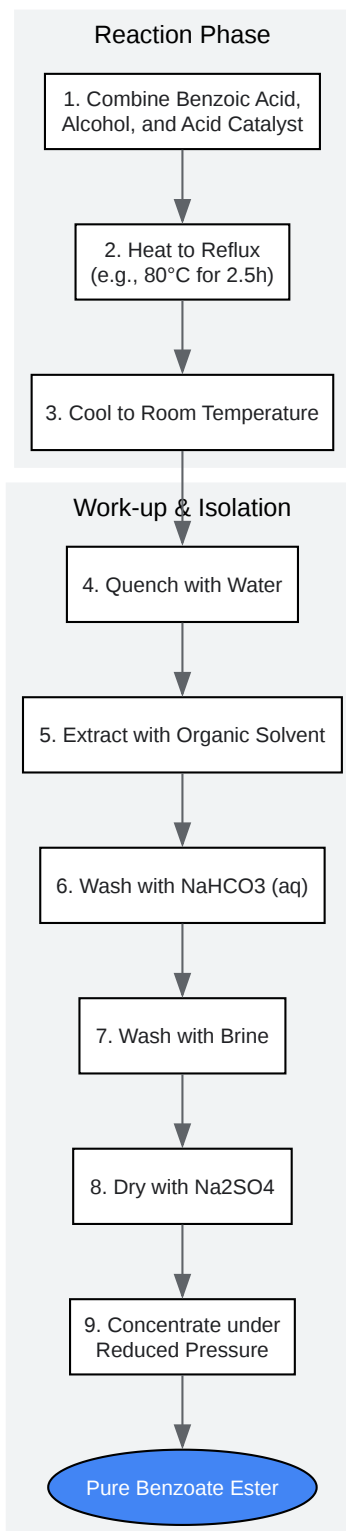 Reaction Phase
1. Combine Benzoic Acid,
Alcohol, and Acid Catalyst
2. Heat to Reflux
(e.g., 80°C for 2.5h)
3. Cool to Room Temperature
Work-up & Isolation
4. Quench with Water
5. Extract with Organic Solvent
6. Wash with NaHCO3 (aq)
7. Wash with Brine
8. Dry with Na2SO4
9. Concentrate under
Reduced Pressure
Pure Benzoate Ester